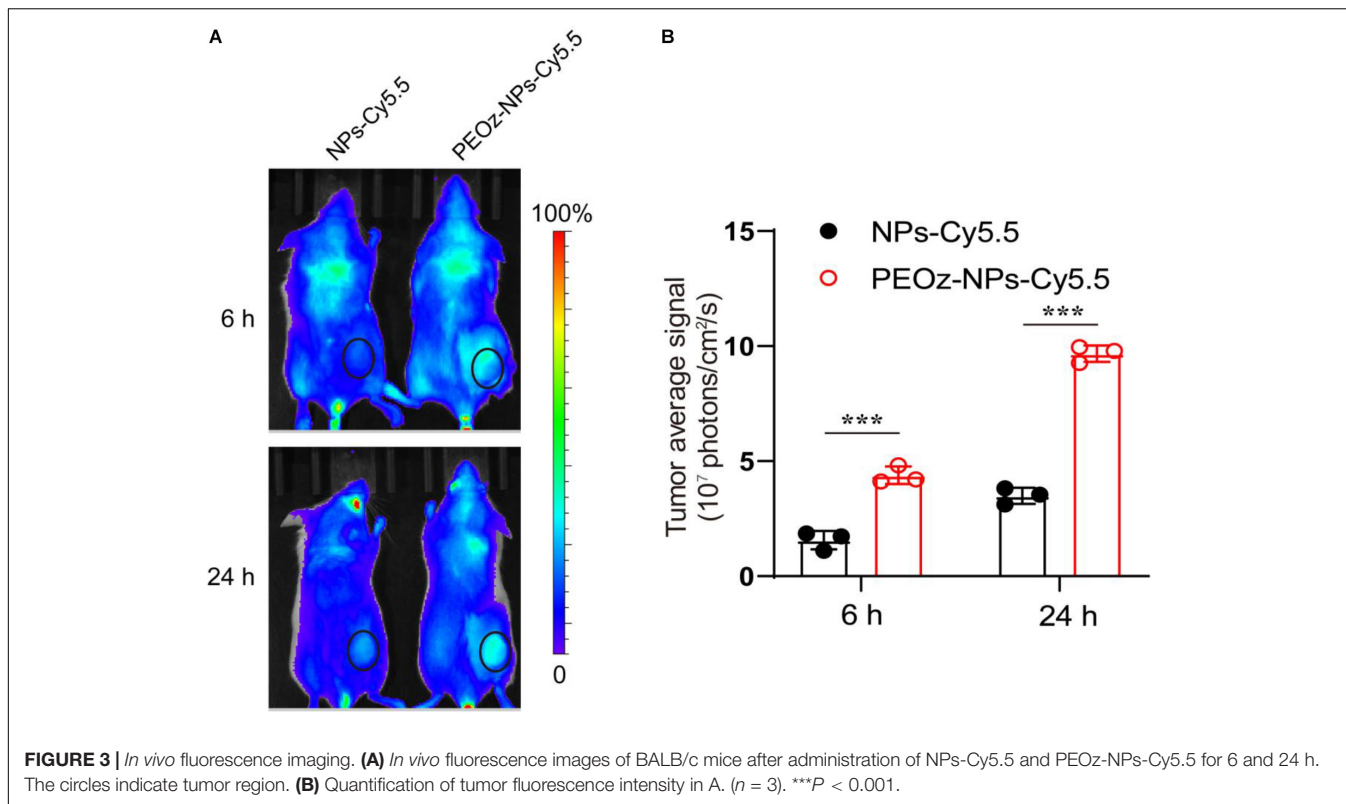 A
NPs-Cy5.5
PEOz-NPs-Cy5.5
6 h
24 h
100%
0
B
Tumor average signal
(10⁷ photons/cm²/s)
15
10
5
0
NPs-Cy5.5
PEOz-NPs-Cy5.5
***
***
6 h
24 h
FIGURE 3 | In vivo fluorescence imaging. (A) In vivo fluorescence images of BALB/c mice after administration of NPs-Cy5.5 and PEOz-NPs-Cy5.5 for 6 and 24 h.
The circles indicate tumor region. (B) Quantification of tumor fluorescence intensity in A. (n = 3). ***P < 0.001.